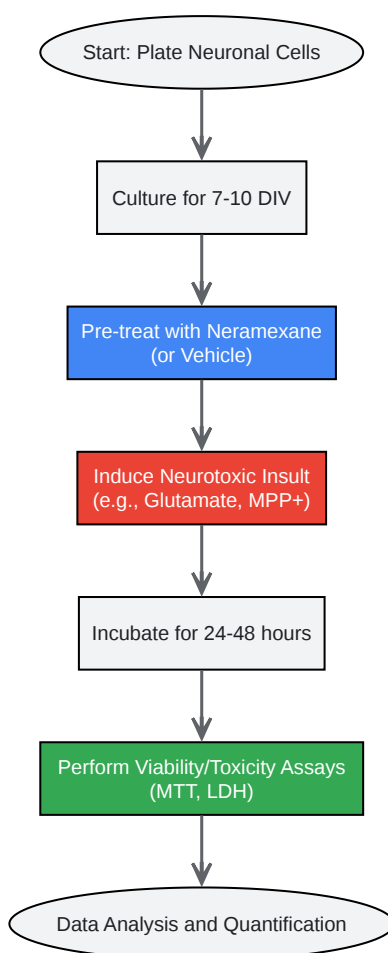 Start: Plate Neuronal Cells
Culture for 7-10 DIV
Pre-treat with Neramexane
(or Vehicle)
Induce Neurotoxic Insult
(e.g., Glutamate, MPP+)
Incubate for 24-48 hours
Perform Viability/Toxicity Assays
(MTT, LDH)
Data Analysis and Quantification